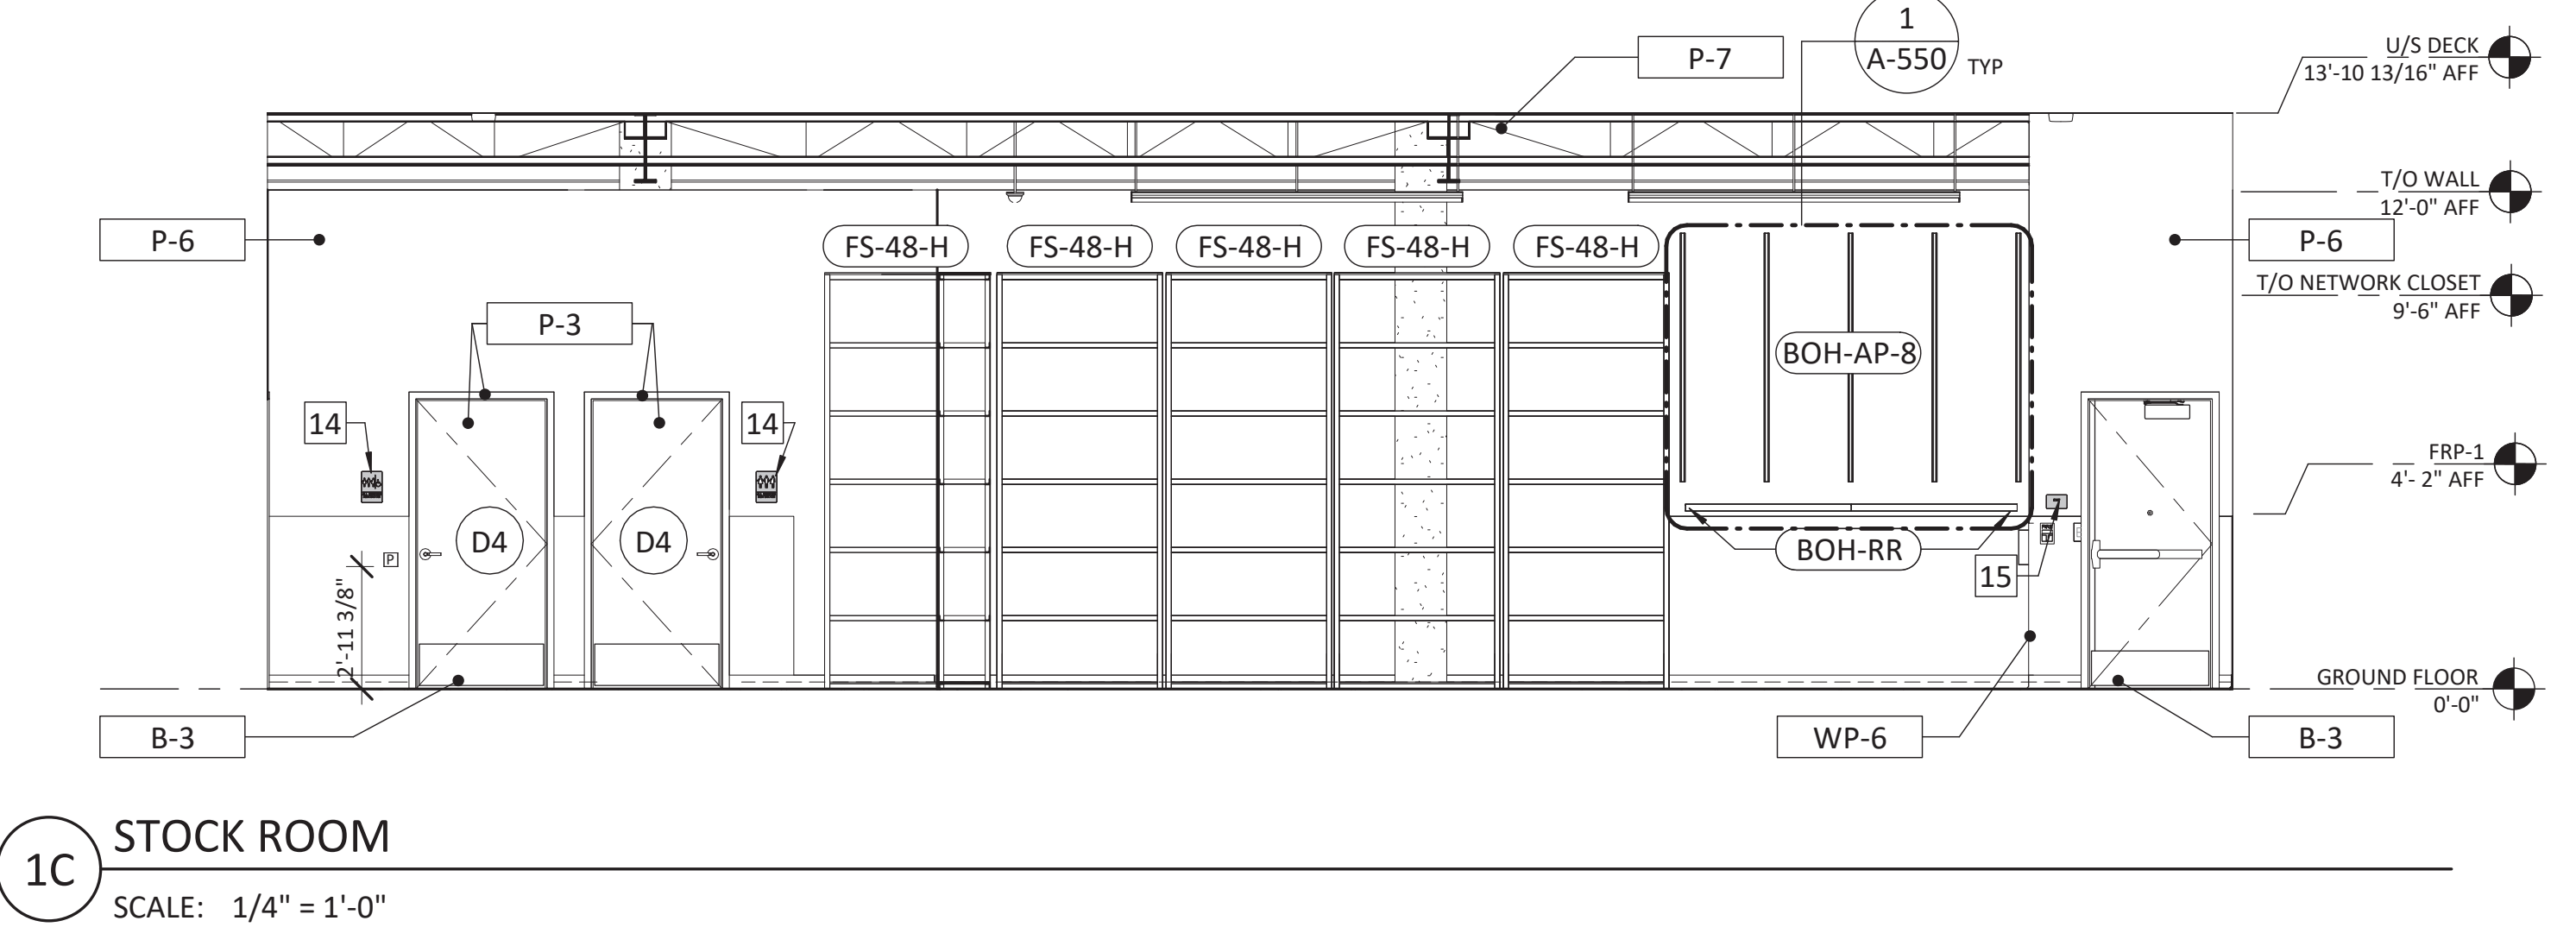 1
A-550
TYP
P-7
U/S DECK
13'-10 13/16" AFF
T/O WALL
12'-0" AFF
P-6
FS-48-H
FS-48-H
FS-48-H
FS-48-H
FS-48-H
P-6
T/O NETWORK CLOSET
9'-6" AFF
P-3
BOH-AP-8
14
14
FRP-1
4'- 2" AFF
D4
D4
P
BOH-RR
15
2'-11 3/8"
GROUND FLOOR
0'-0"
B-3
WP-6
B-3
1C
STOCK ROOM
SCALE: 1/4" = 1'-0"